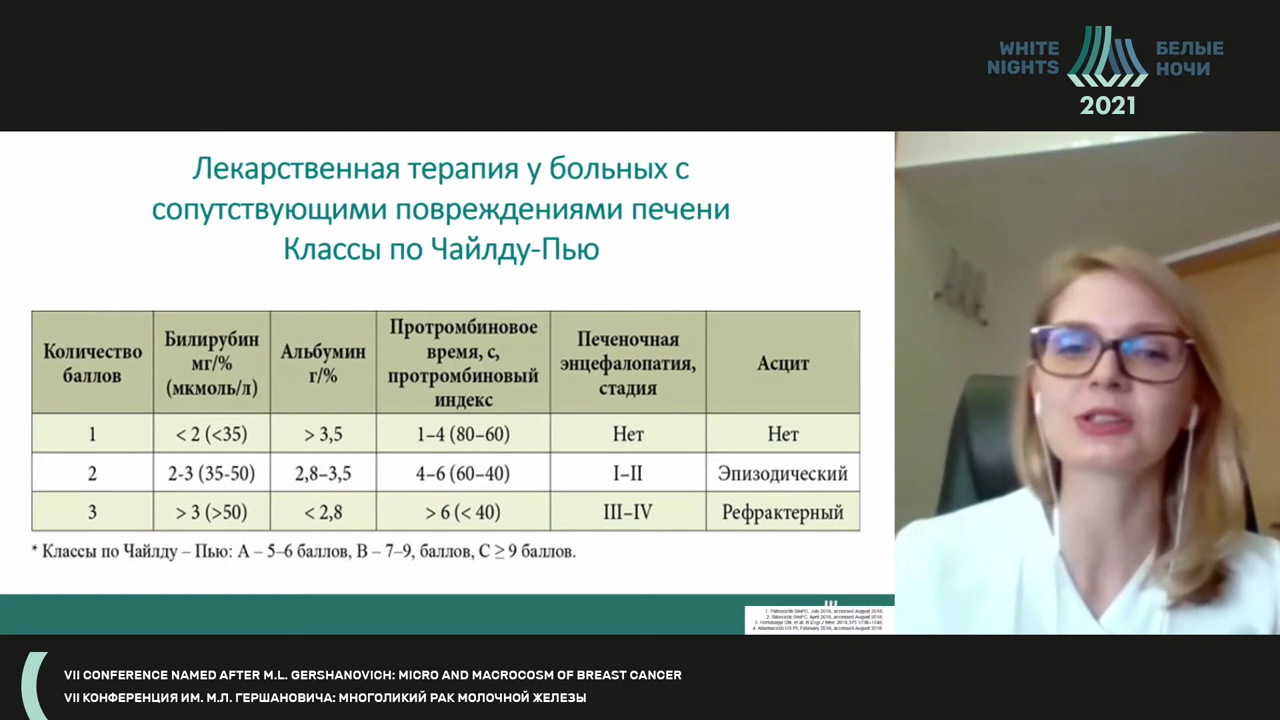 WHITE NIGHTS
БЕЛЫЕ НОЧИ
2021
Лекарственная терапия у больных с
сопутствующими повреждениями печени
Классы по Чайлду-Пью
Количество баллов
Билирубин мг/% (мкмоль/л)
Альбумин г/%
Протромбиновое время, с, протромбиновый индекс
Печеночная энцефалопатия, стадия
Асцит
1 < 2 (<35) > 3,5 1–4 (80–60) Нет Нет
2 2-3 (35-50) 2,8–3,5 4–6 (60–40) I–II Эпизодический
3 > 3 (>50) < 2,8 > 6 (< 40) III–IV Рефрактерный
* Классы по Чайлду – Пью: А – 5–6 баллов, В – 7–9, баллов, С ≥ 9 баллов.
VII CONFERENCE NAMED AFTER M.L. GERSHANOVICH: MICRO AND MACROCOSM OF BREAST CANCER
VII КОНФЕРЕНЦИЯ ИМ. М.Л. ГЕРШАНОВИЧА: МНОГОЛИКИЙ РАК МОЛОЧНОЙ ЖЕЛЕЗЫ